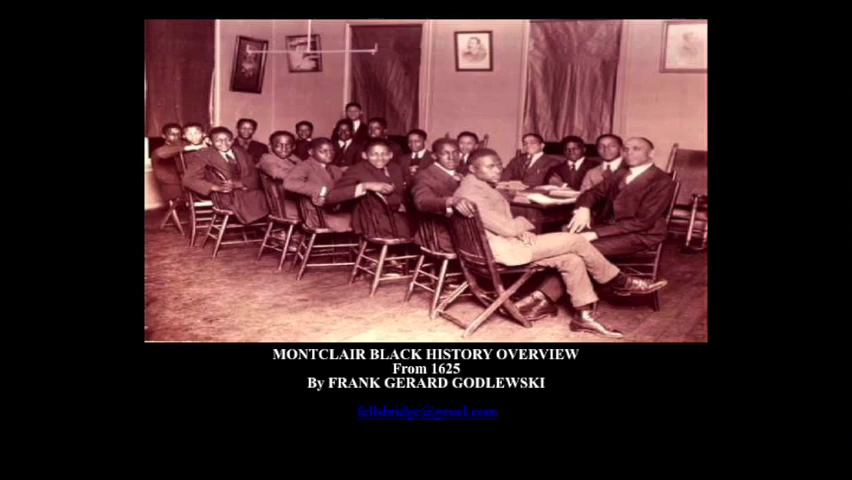 MONTCLAIR BLACK HISTORY OVERVIEW
From 1625
By FRANK GERARD GODLEWSKI